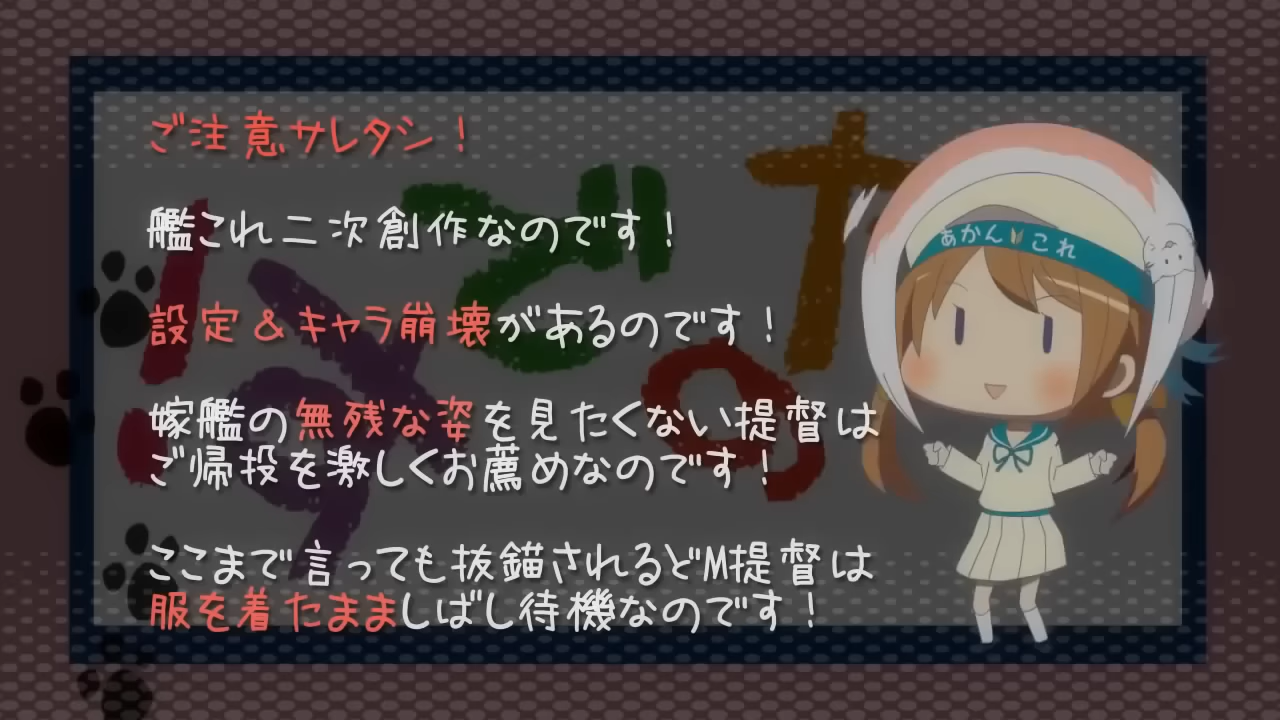 ご注意サレタシ！
艦これ二次創作なのです！
設定＆キャラ崩壊があるのです！
嫁艦の無残な姿を見たくない提督は
ご帰投を激しくお薦めなのです！
ここまで言っても抜錨されるどM提督は
服を着たまましばし待機なのです！
あかんこれ